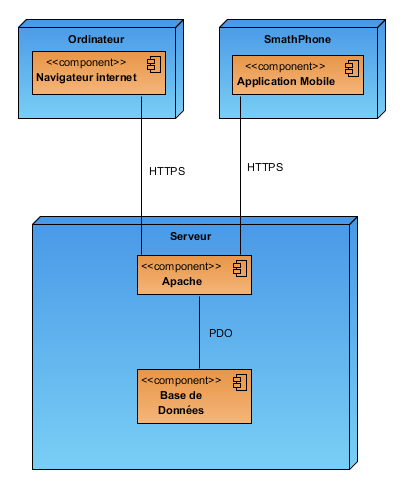 Ordinateur
<<component>>
Navigateur internet
SmathPhone
<<component>>
Application Mobile
HTTPS
HTTPS
Serveur
<<component>>
Apache
PDO
<<component>>
Base de
Données